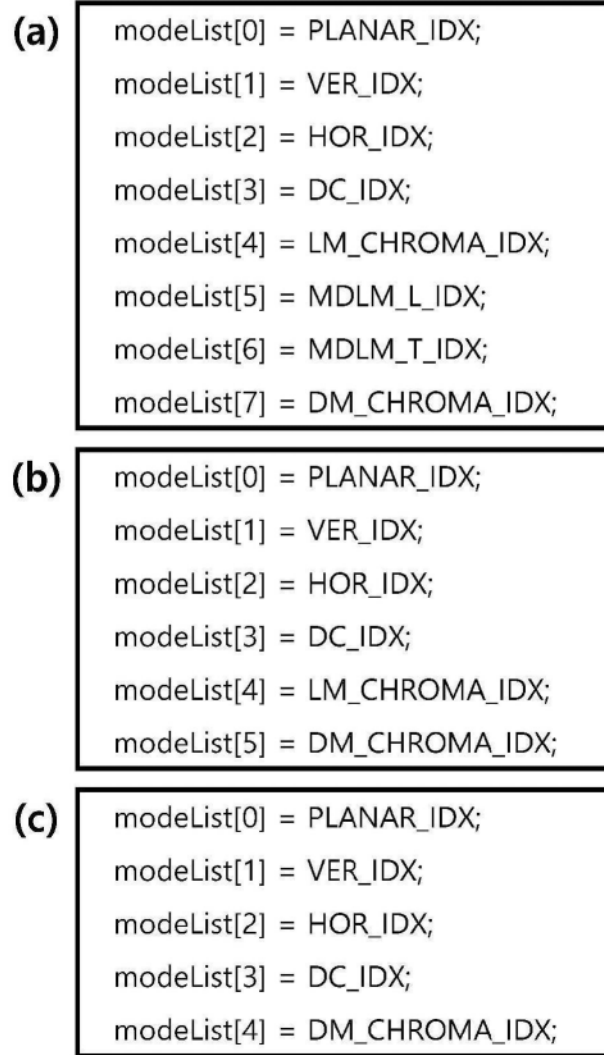 (a) modeList[0] = PLANAR_IDX;
modeList[1] = VER_IDX;
modeList[2] = HOR_IDX;
modeList[3] = DC_IDX;
modeList[4] = LM_CHROMA_IDX;
modeList[5] = MDLM_L_IDX;
modeList[6] = MDLM_T_IDX;
modeList[7] = DM_CHROMA_IDX;
(b) modeList[0] = PLANAR_IDX;
modeList[1] = VER_IDX;
modeList[2] = HOR_IDX;
modeList[3] = DC_IDX;
modeList[4] = LM_CHROMA_IDX;
modeList[5] = DM_CHROMA_IDX;
(c) modeList[0] = PLANAR_IDX;
modeList[1] = VER_IDX;
modeList[2] = HOR_IDX;
modeList[3] = DC_IDX;
modeList[4] = DM_CHROMA_IDX;